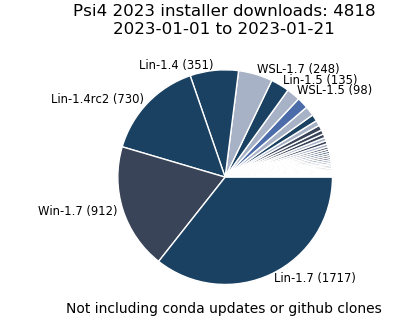 Psi4 2023 installer downloads: 4818
2023-01-01 to 2023-01-21
Lin-1.4 (351)
WSL-1.7 (248)
Lin-1.5 (135)
WSL-1.5 (98)
Lin-1.4rc2 (730)
Win-1.7 (912)
Lin-1.7 (1717)
Not including conda updates or github clones